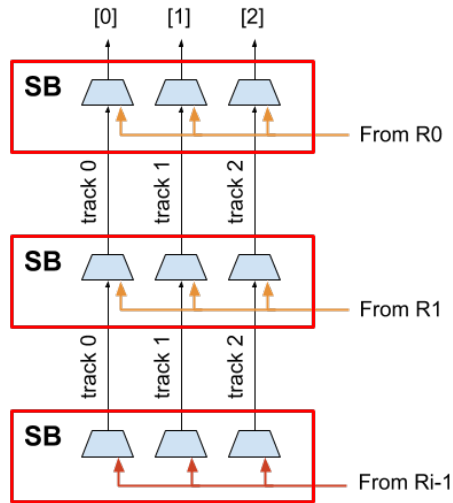 [0] [1] [2]
SB
From R0
track 0 track 1 track 2
SB
From R1
track 0 track 1 track 2
SB
From Ri-1